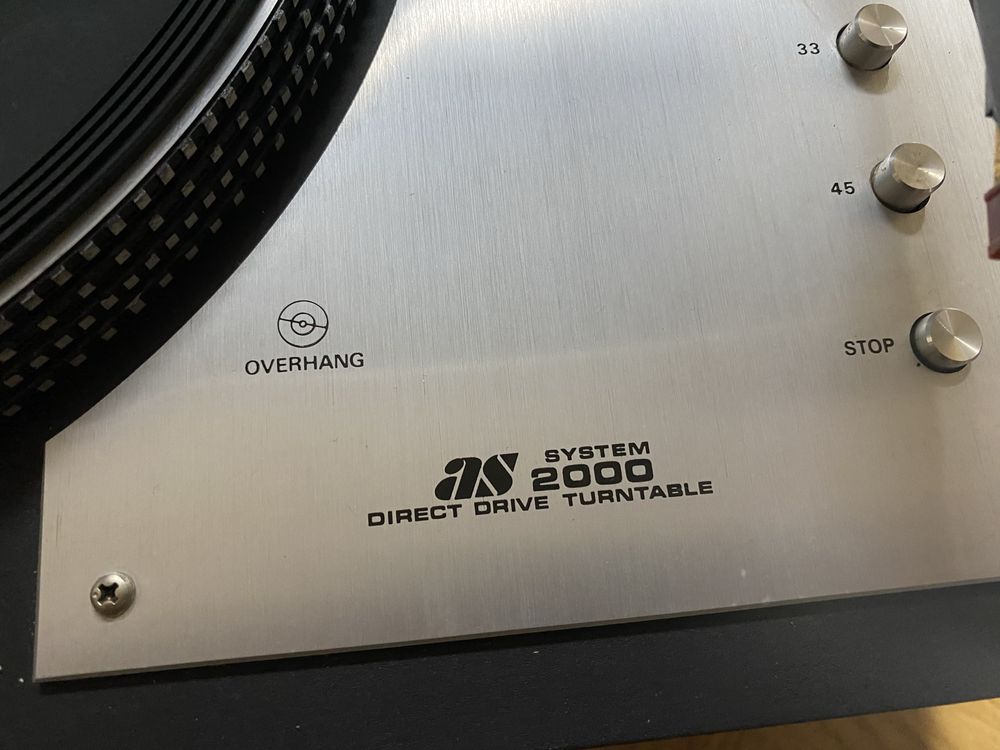 33
45
STOP
OVERHANG
as SYSTEM
2000
DIRECT DRIVE TURNTABLE